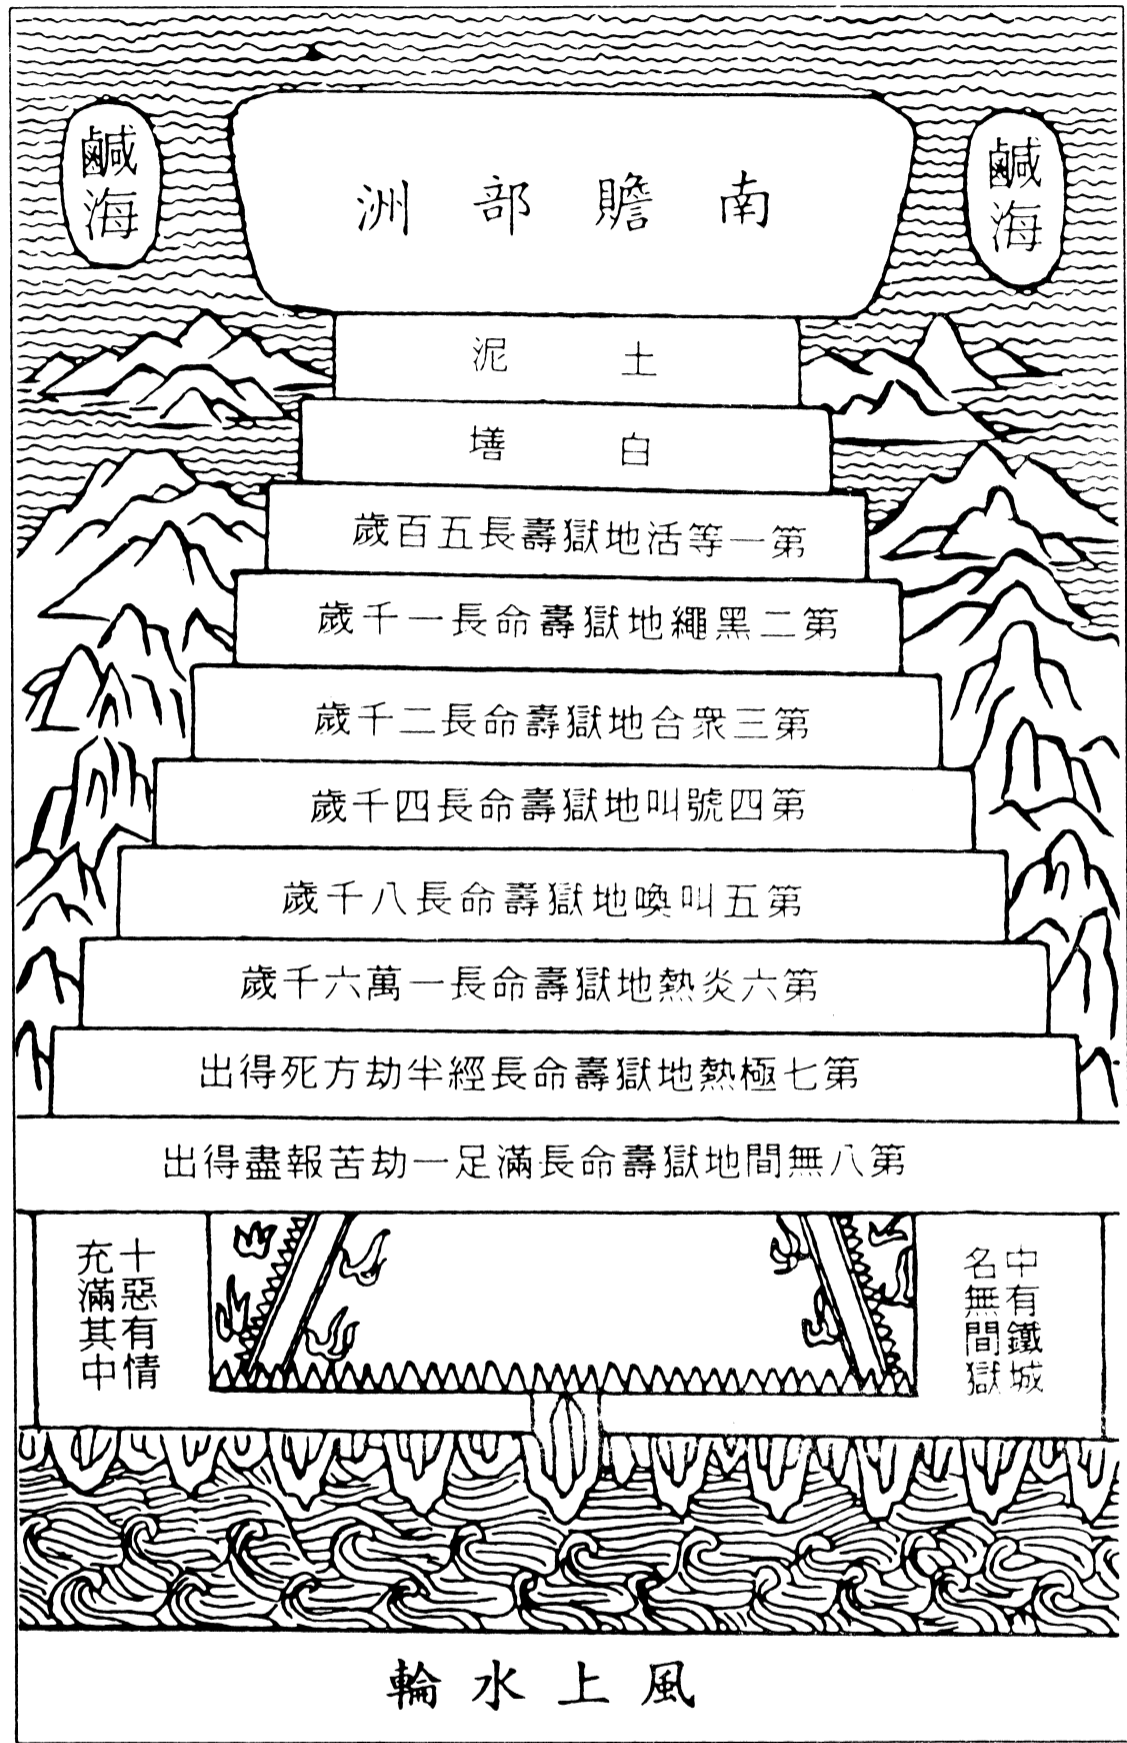 鹹海
南贍部洲
鹹海
土泥
白墡
第一等活地獄壽長五百歲
第二黑繩地獄壽命長一千歲
第三衆合地獄壽命長二千歲
第四號叫地獄壽命長四千歲
第五叫喚地獄壽命長八千歲
第六炎熱地獄壽命長一萬六千歲
第七極熱地獄壽命長經半劫方死得出
第八無間地獄壽命長滿足一劫苦報盡得出
中有鐵城
名無間獄
十惡有情
充滿其中
風上水輪